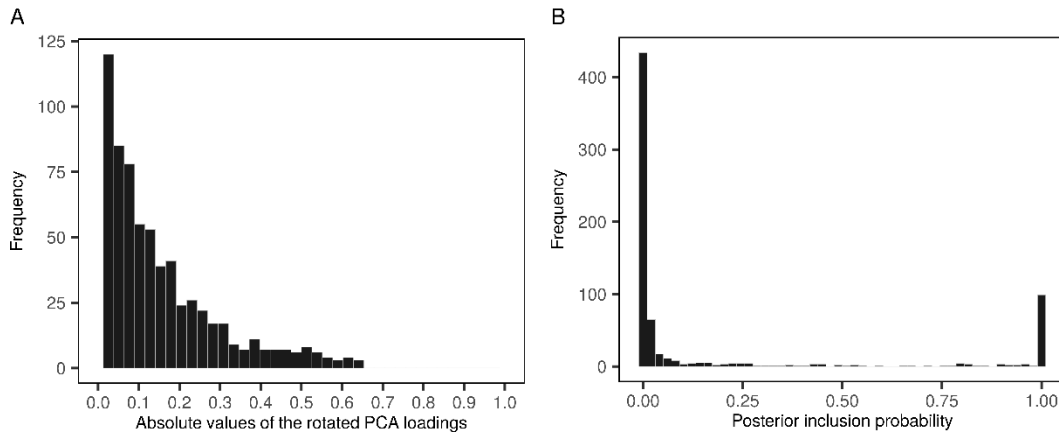 A
125
100
75
50
25
0
Frequency
0.0 0.1 0.2 0.3 0.4 0.5 0.6 0.7 0.8 0.9 1.0
Absolute values of the rotated PCA loadings
B
400
300
200
100
0
Frequency
0.00 0.25 0.50 0.75 1.00
Posterior inclusion probability